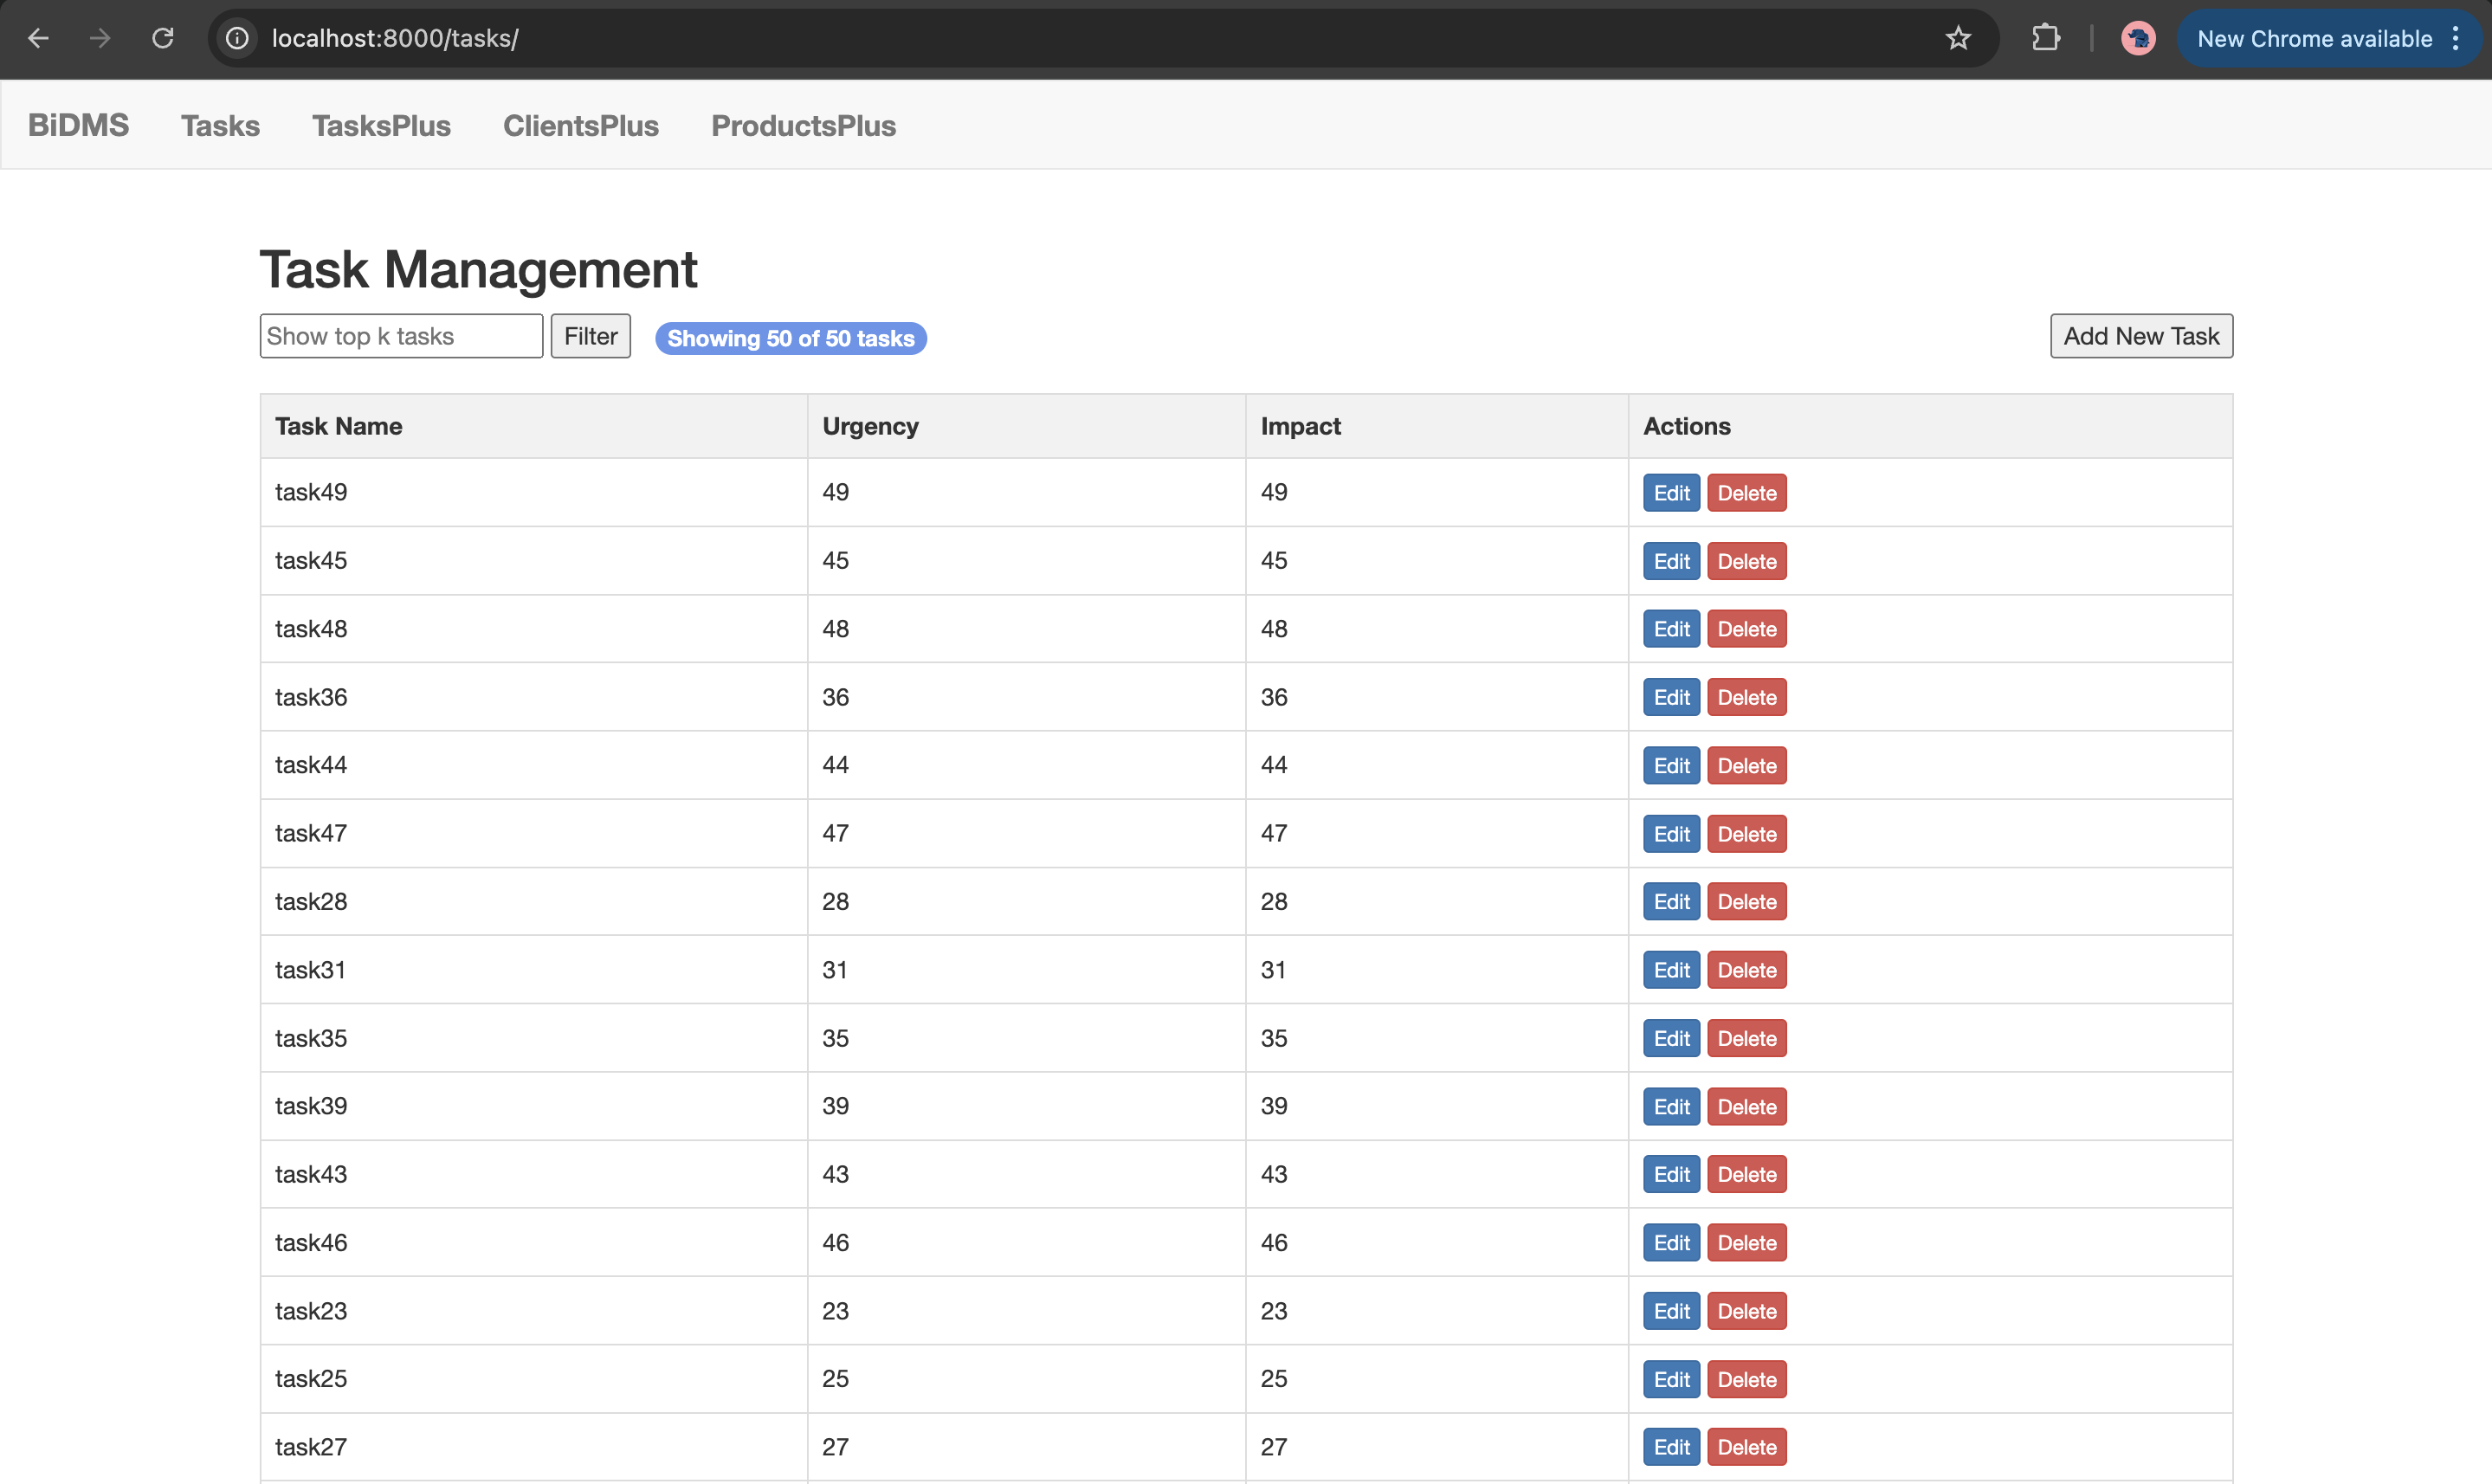 localhost:8000/tasks/ New Chrome available
BiDMS Tasks TasksPlus ClientsPlus ProductsPlus
Task Management
Show top k tasks Filter Showing 50 of 50 tasks Add New Task
Task Name Urgency Impact Actions
task49 49 49 Edit Delete
task45 45 45 Edit Delete
task48 48 48 Edit Delete
task36 36 36 Edit Delete
task44 44 44 Edit Delete
task47 47 47 Edit Delete
task28 28 28 Edit Delete
task31 31 31 Edit Delete
task35 35 35 Edit Delete
task39 39 39 Edit Delete
task43 43 43 Edit Delete
task46 46 46 Edit Delete
task23 23 23 Edit Delete
task25 25 25 Edit Delete
task27 27 27 Edit Delete